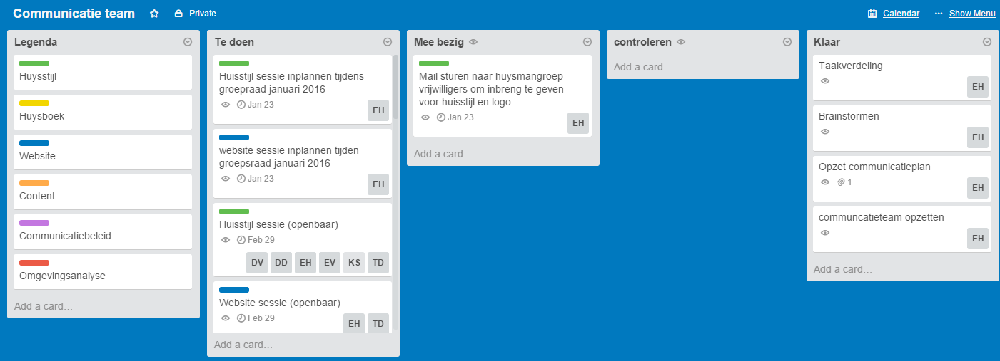 Communicatie team
Private
Calendar
Show Menu
Legenda
Huysstijl
Huysboek
Website
Content
Communicatiebeleid
Omgevingsanalyse
Add a card…
Te doen
Huisstijl sessie inplannen tijdens
groepraad januari 2016
Jan 23
EH
website sessie inplannen tijden
groepsraad januari 2016
Jan 23
EH
Huisstijl sessie (openbaar)
Feb 29
DV DD EH EV KS TD
Website sessie (openbaar)
Feb 29
EH TD
Add a card…
Mee bezig
Mail sturen naar huysmangroep
vrijwilligers om inbreng te geven
voor huisstijl en logo
Jan 23
EH
Add a card…
controleren
Add a card…
Klaar
Taakverdeling
EH
Brainstormen
EH
Opzet communicatieplan
1
EH
communcatieteam opzetten
EH
Add a card…